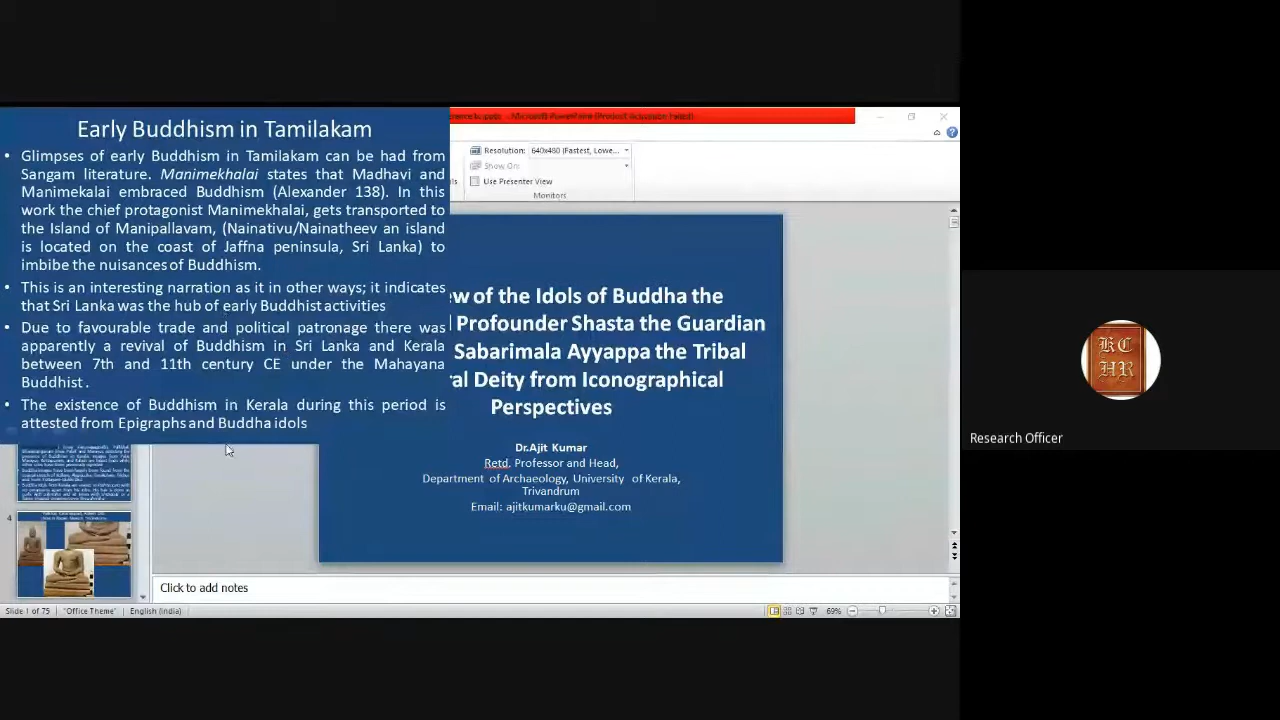 Early Buddhism in Tamilakam
• Glimpses of early Buddhism in Tamilakam can be had from
Sangam literature. Manimekhalai states that Madhavi and
Manimekalai embraced Buddhism (Alexander 138). In this
work the chief protagonist Manimekhalai, gets transported to
the Island of Manipallavam, (Nainativu/Nainatheev an island
is located on the coast of Jaffna peninsula, Sri Lanka) to
imbibe the nuisances of Buddhism.
• This is an interesting narration as it in other ways; it indicates
that Sri Lanka was the hub of early Buddhist activities
• Due to favourable trade and political patronage there was
apparently a revival of Buddhism in Sri Lanka and Kerala
between 7th and 11th century CE under the Mahayana
Buddhist .
• The existence of Buddhism in Kerala during this period is
attested from Epigraphs and Buddha idols
Microsoft PowerPoint (Product Activation Failed)
Resolution: 640x480 (Fastest, Lowe...
Show On:
Use Presenter View
Monitors
ew of the Idols of Buddha the
Profounder Shasta the Guardian
Sabarimala Ayyappa the Tribal
al Deity from Iconographical
Perspectives
Dr.Ajit Kumar
Retd. Professor and Head,
Department of Archaeology, University of Kerala,
Trivandrum
Email: ajitkumarku@gmail.com
4
Click to add notes
Slide 1 of 75 "Office Theme" English (India) 69%
KC
HR
Research Officer